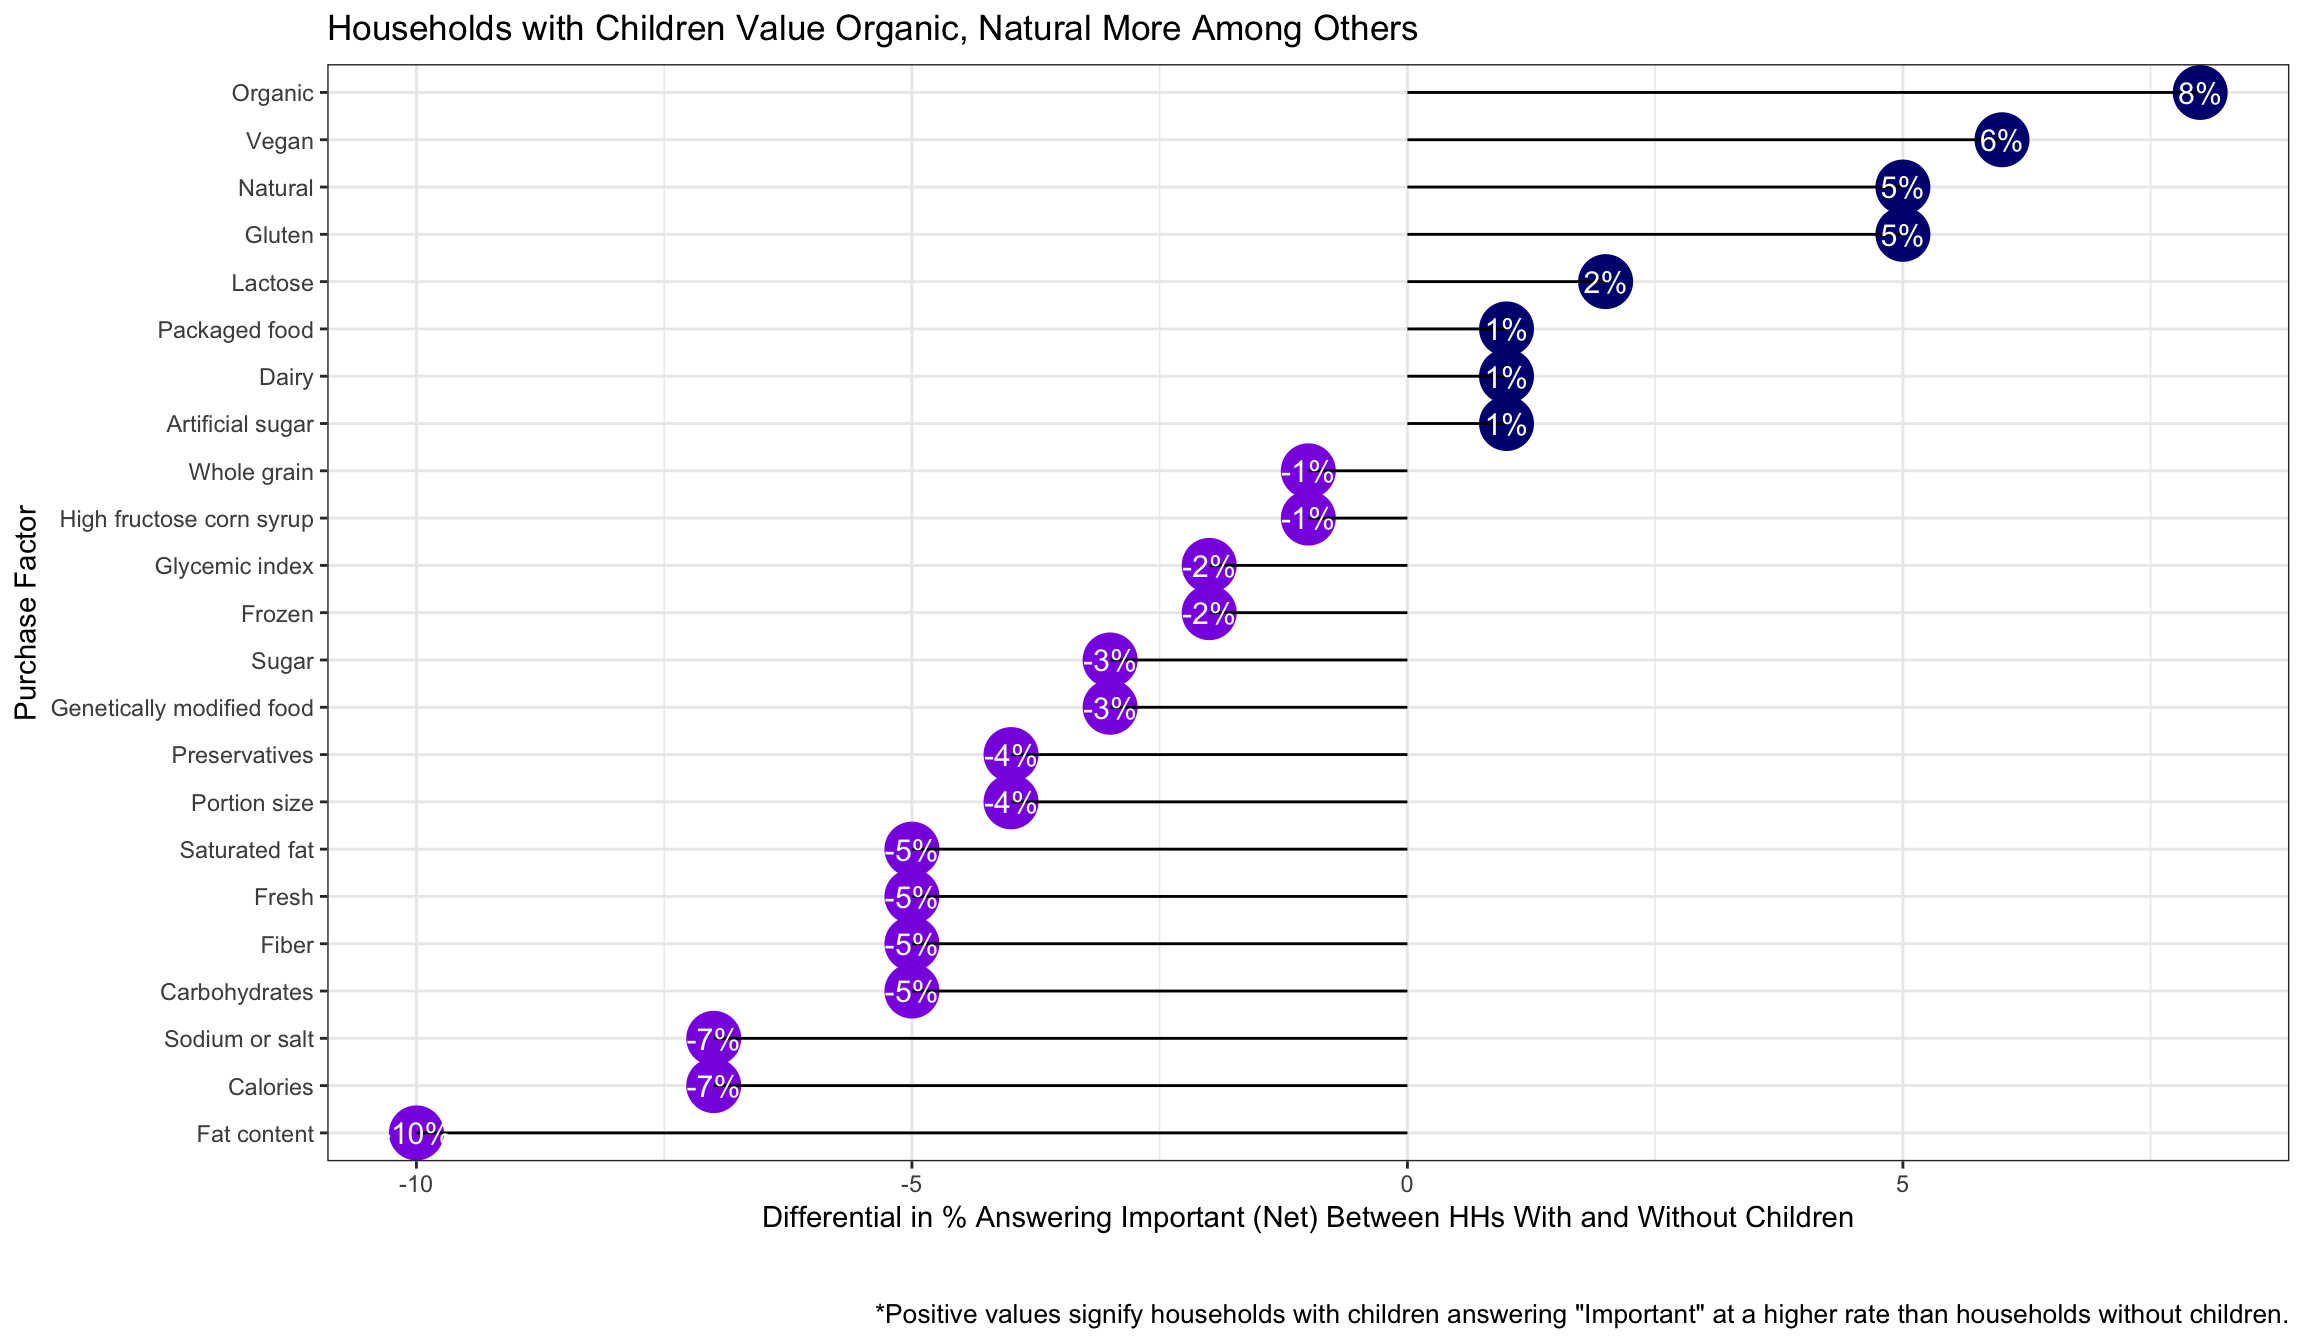 Households with Children Value Organic, Natural More Among Others
Organic 8%
Vegan 6%
Natural 5%
Gluten 5%
Lactose 2%
Packaged food 1%
Dairy 1%
Artificial sugar 1%
Whole grain -1%
High fructose corn syrup -1%
Glycemic index -2%
Frozen -2%
Sugar -3%
Genetically modified food -3%
Preservatives -4%
Portion size -4%
Saturated fat -5%
Fresh -5%
Fiber -5%
Carbohydrates -5%
Sodium or salt -7%
Calories -7%
Fat content -10%
Purchase Factor
-10 -5 0 5
Differential in % Answering Important (Net) Between HHs With and Without Children
*Positive values signify households with children answering "Important" at a higher rate than households without children.